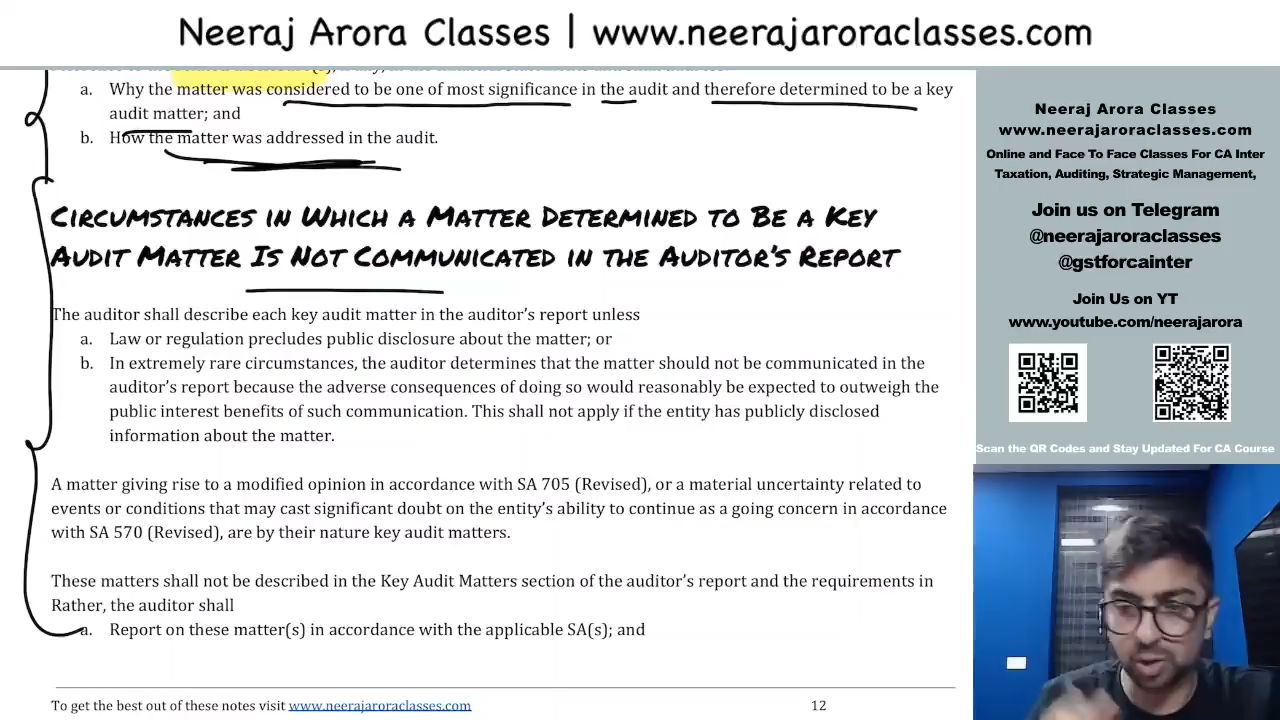 Neeraj Arora Classes | www.neerajaroraclasses.com
a. Why the matter was considered to be one of most significance in the audit and therefore determined to be a key
audit matter; and
b. How the matter was addressed in the audit.
Circumstances in Which a Matter Determined to Be a Key
Audit Matter Is Not Communicated in the Auditor's Report
The auditor shall describe each key audit matter in the auditor's report unless
a. Law or regulation precludes public disclosure about the matter; or
b. In extremely rare circumstances, the auditor determines that the matter should not be communicated in the
auditor's report because the adverse consequences of doing so would reasonably be expected to outweigh the
public interest benefits of such communication. This shall not apply if the entity has publicly disclosed
information about the matter.
A matter giving rise to a modified opinion in accordance with SA 705 (Revised), or a material uncertainty related to
events or conditions that may cast significant doubt on the entity's ability to continue as a going concern in accordance
with SA 570 (Revised), are by their nature key audit matters.
These matters shall not be described in the Key Audit Matters section of the auditor's report and the requirements in
Rather, the auditor shall
a. Report on these matter(s) in accordance with the applicable SA(s); and
To get the best out of these notes visit www.neerajaroraclasses.com
12
Neeraj Arora Classes
www.neerajaroraclasses.com
Online and Face To Face Classes For CA Inter
Taxation, Auditing, Strategic Management,
Join us on Telegram
@neerajaroraclasses
@gstforcainter
Join Us on YT
www.youtube.com/neerajarora
Scan the QR Codes and Stay Updated For CA Course